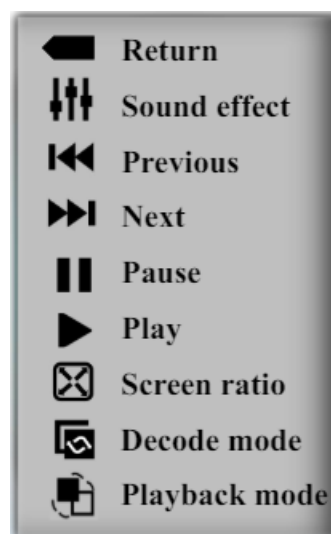 Return
Sound effect
Previous
Next
Pause
Play
Screen ratio
Decode mode
Playback mode